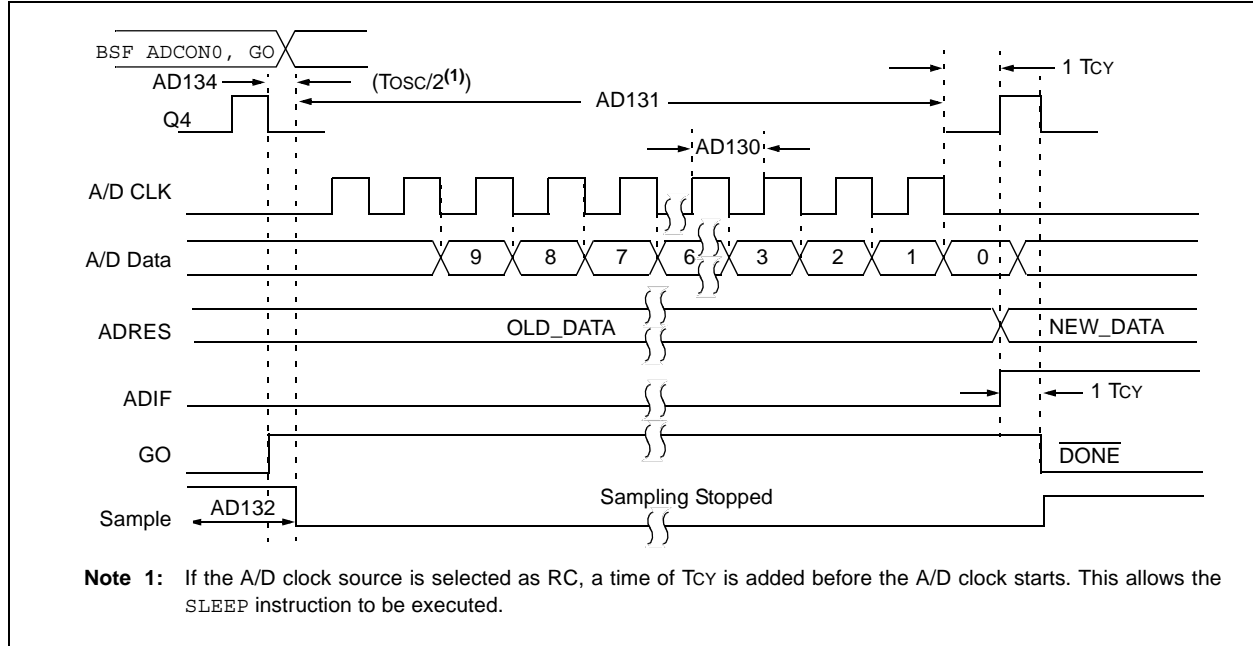 BSF ADCON0, GO
AD134 (TOSC/2(1)) 1 TCY
AD131
Q4
AD130
A/D CLK
A/D Data 9 8 7 6 3 2 1 0
ADRES OLD_DATA NEW_DATA
ADIF 1 TCY
GO DONE
Sampling Stopped
Sample AD132
Note 1: If the A/D clock source is selected as RC, a time of TCY is added before the A/D clock starts. This allows the
SLEEP instruction to be executed.